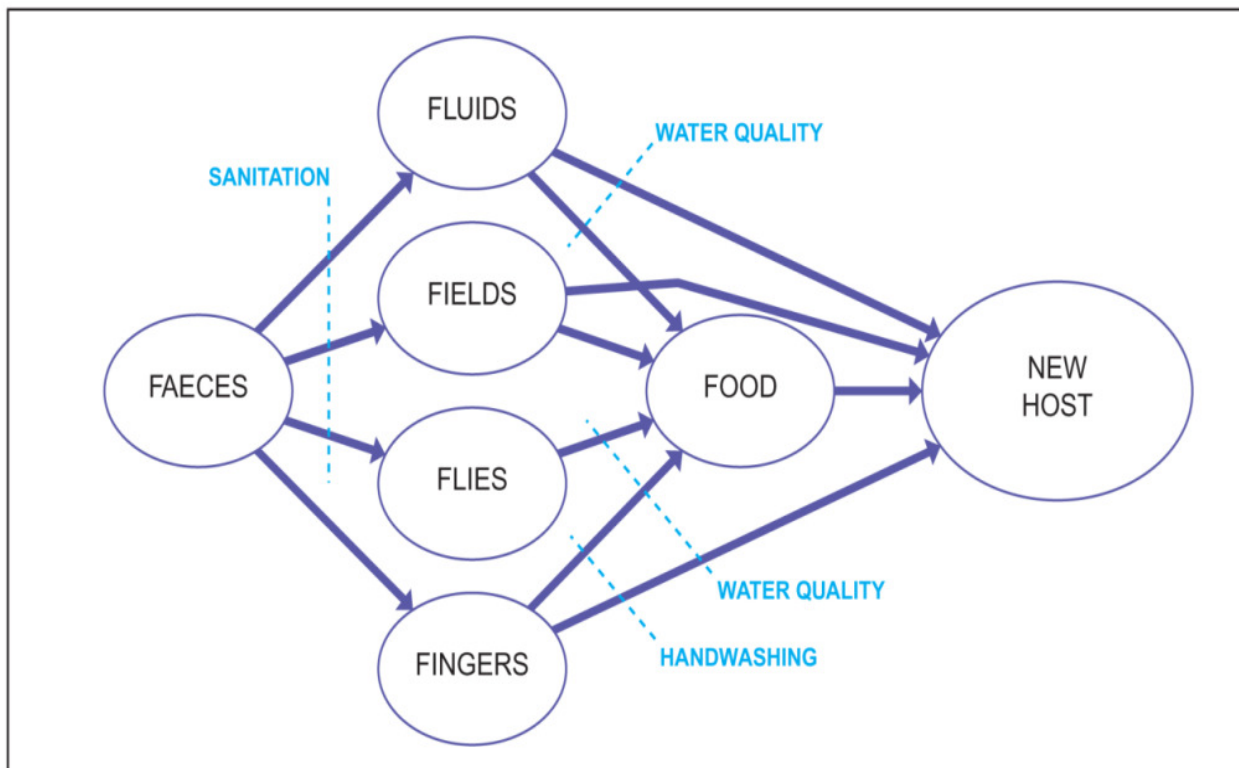 FLUIDS
WATER QUALITY
SANITATION
FIELDS
FAECES
FOOD
NEW
HOST
FLIES
WATER QUALITY
HANDWASHING
FINGERS